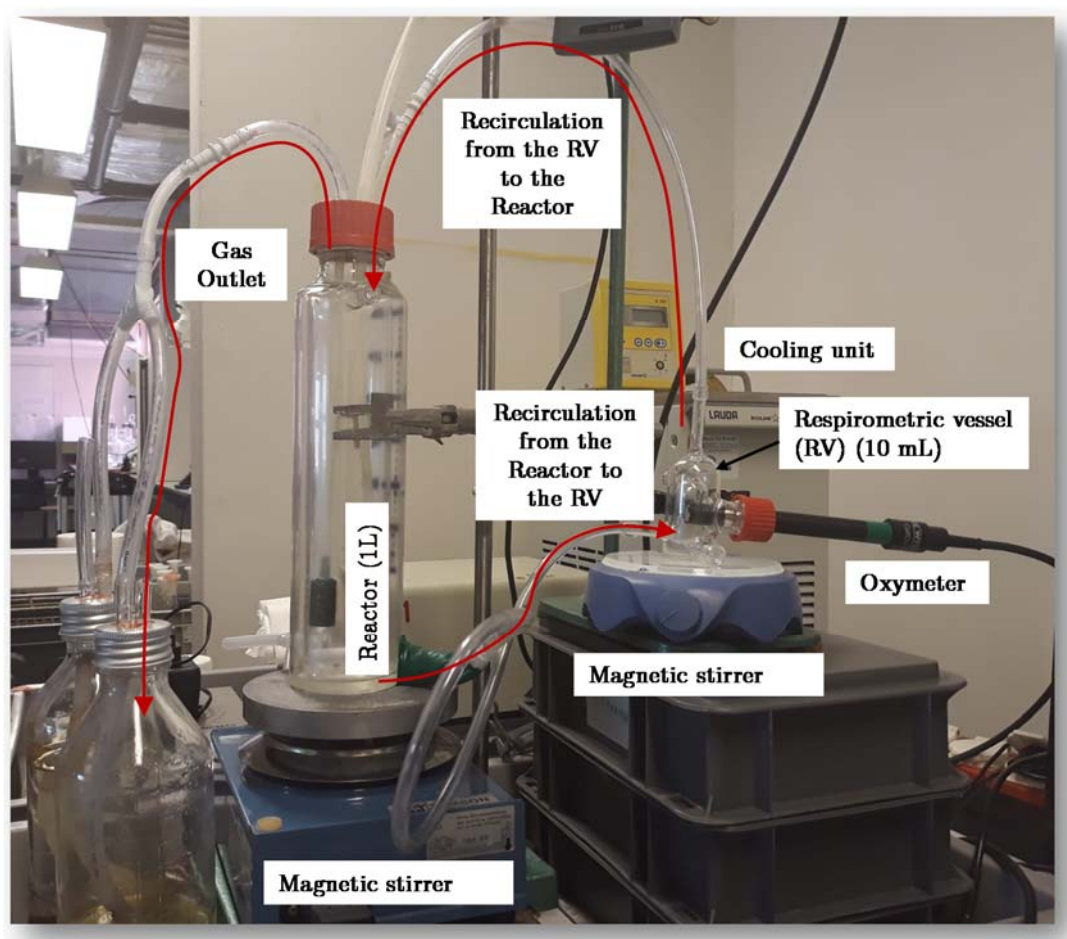 Recirculation
from the RV
to the
Reactor
Gas
Outlet
Cooling unit
Recirculation
from the
Reactor to
the RV
LAUDA
Respirometric vessel
(RV) (10 mL)
Reactor (1L)
Oxymeter
Magnetic stirrer
Magnetic stirrer